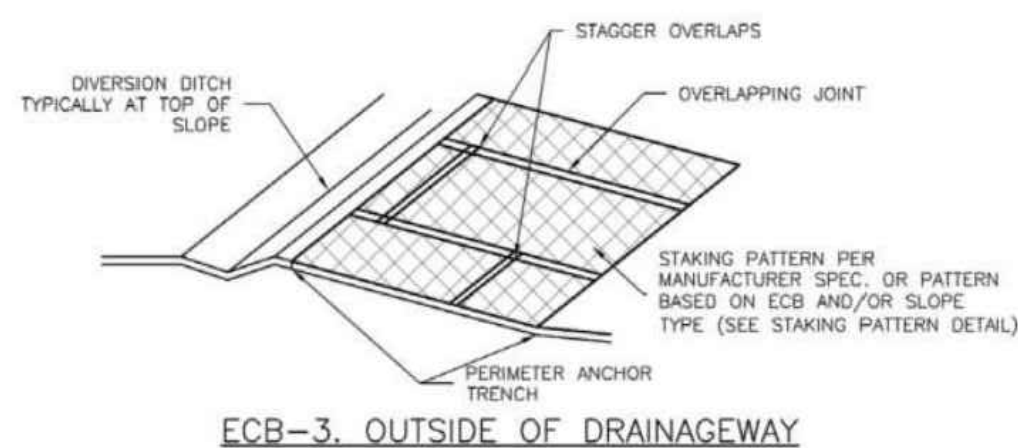 STAGGER OVERLAPS
DIVERSION DITCH
TYPICALLY AT TOP OF
SLOPE
OVERLAPPING JOINT
STAKING PATTERN PER
MANUFACTURER SPEC. OR PATTERN
BASED ON ECB AND/OR SLOPE
TYPE (SEE STAKING PATTERN DETAIL)
PERIMETER ANCHOR
TRENCH
ECB-3. OUTSIDE OF DRAINAGEWAY